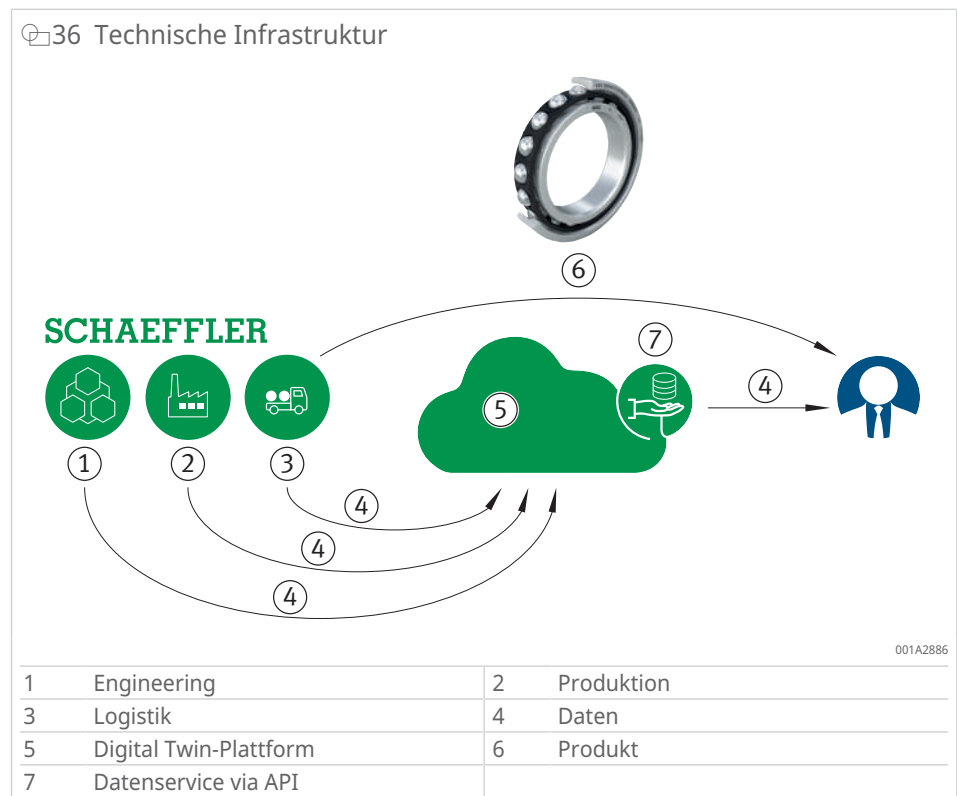 36 Technische Infrastruktur
6
SCHAEFFLER
7
4
5
1
2
3
4
4
4
001A2886
1 Engineering 2 Produktion
3 Logistik 4 Daten
5 Digital Twin-Plattform 6 Produkt
7 Datenservice via API